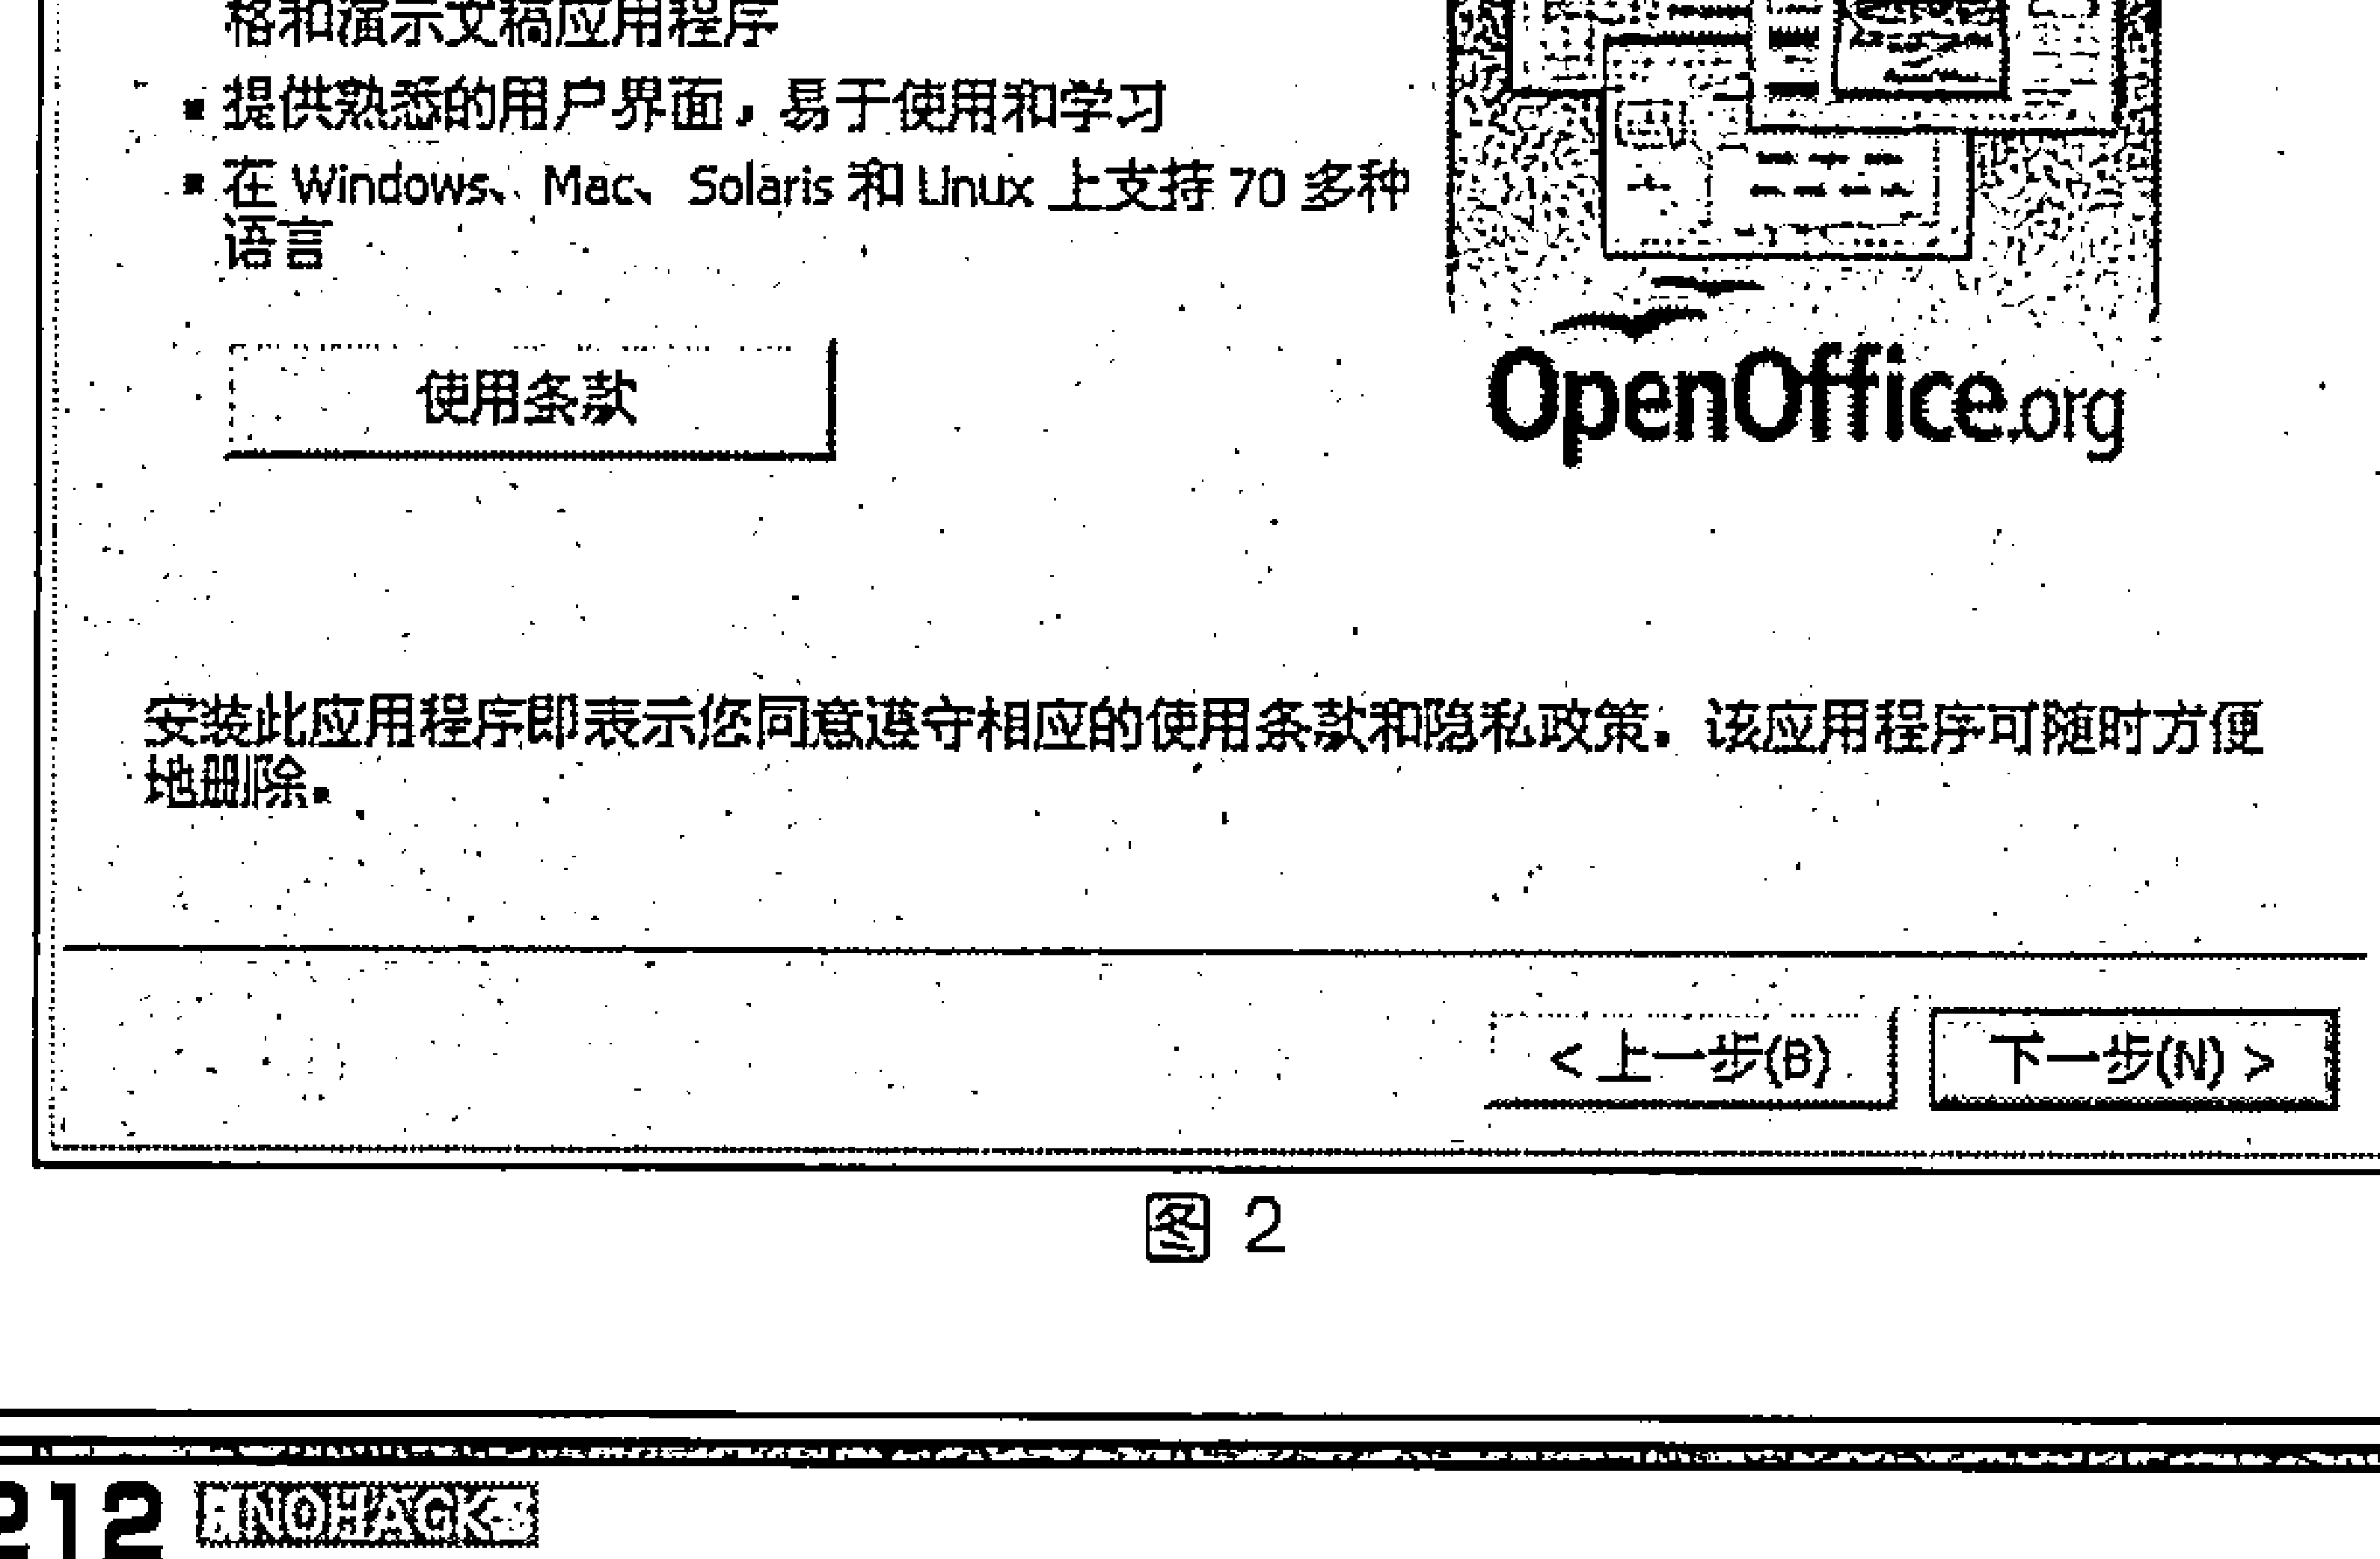 格和演示文稿应用程序
提供熟悉的用户界面，易于使用和学习
在 Windows、Mac、Solaris 和 Linux 上支持 70 多种
语言
OpenOffice.org
使用条款
安装此应用程序即表示您同意遵守相应的使用条款和隐私政策。该应用程序可随时方便
地删除。
< 上一步(B)
下一步(N) >
图 2
212
NOHACK